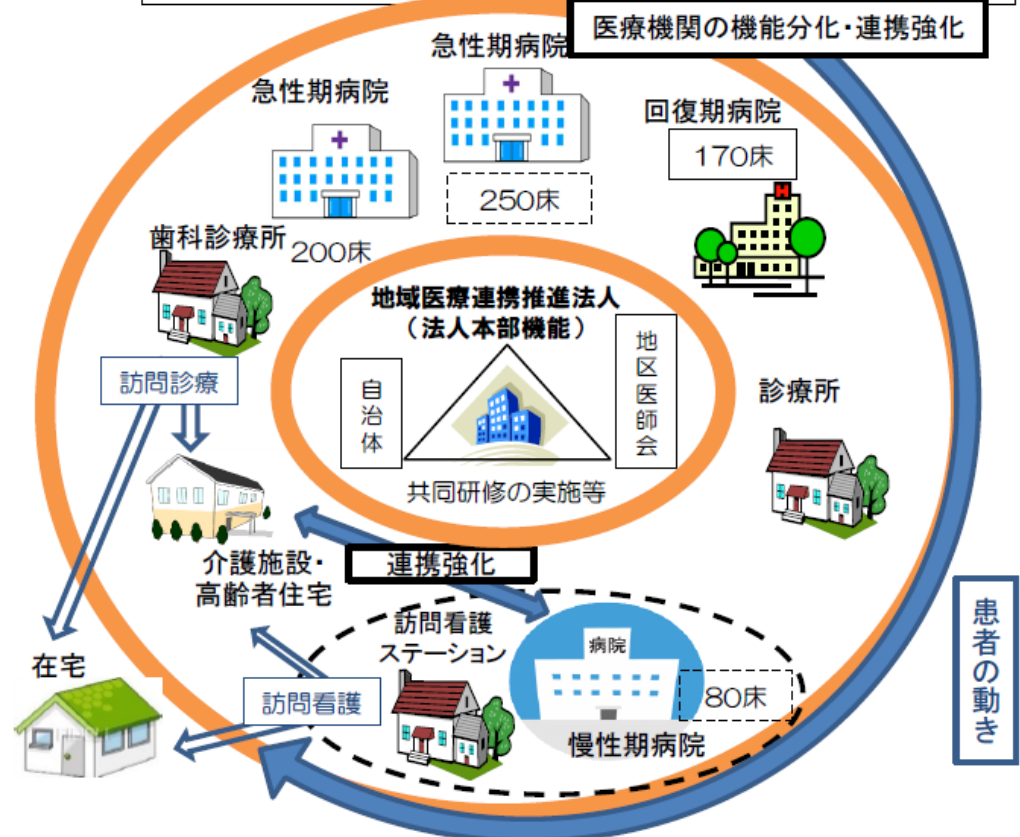 医療機関の機能分化・連携強化
急性期病院
急性期病院
回復期病院
170床
250床
歯科診療所
200床
地域医療連携推進法人
（法人本部機能）
自治体
地区医師会
訪問診療
診療所
共同研修の実施等
介護施設・
高齢者住宅
連携強化
患者の動き
訪問看護
ステーション
病院
在宅
訪問看護
80床
慢性期病院